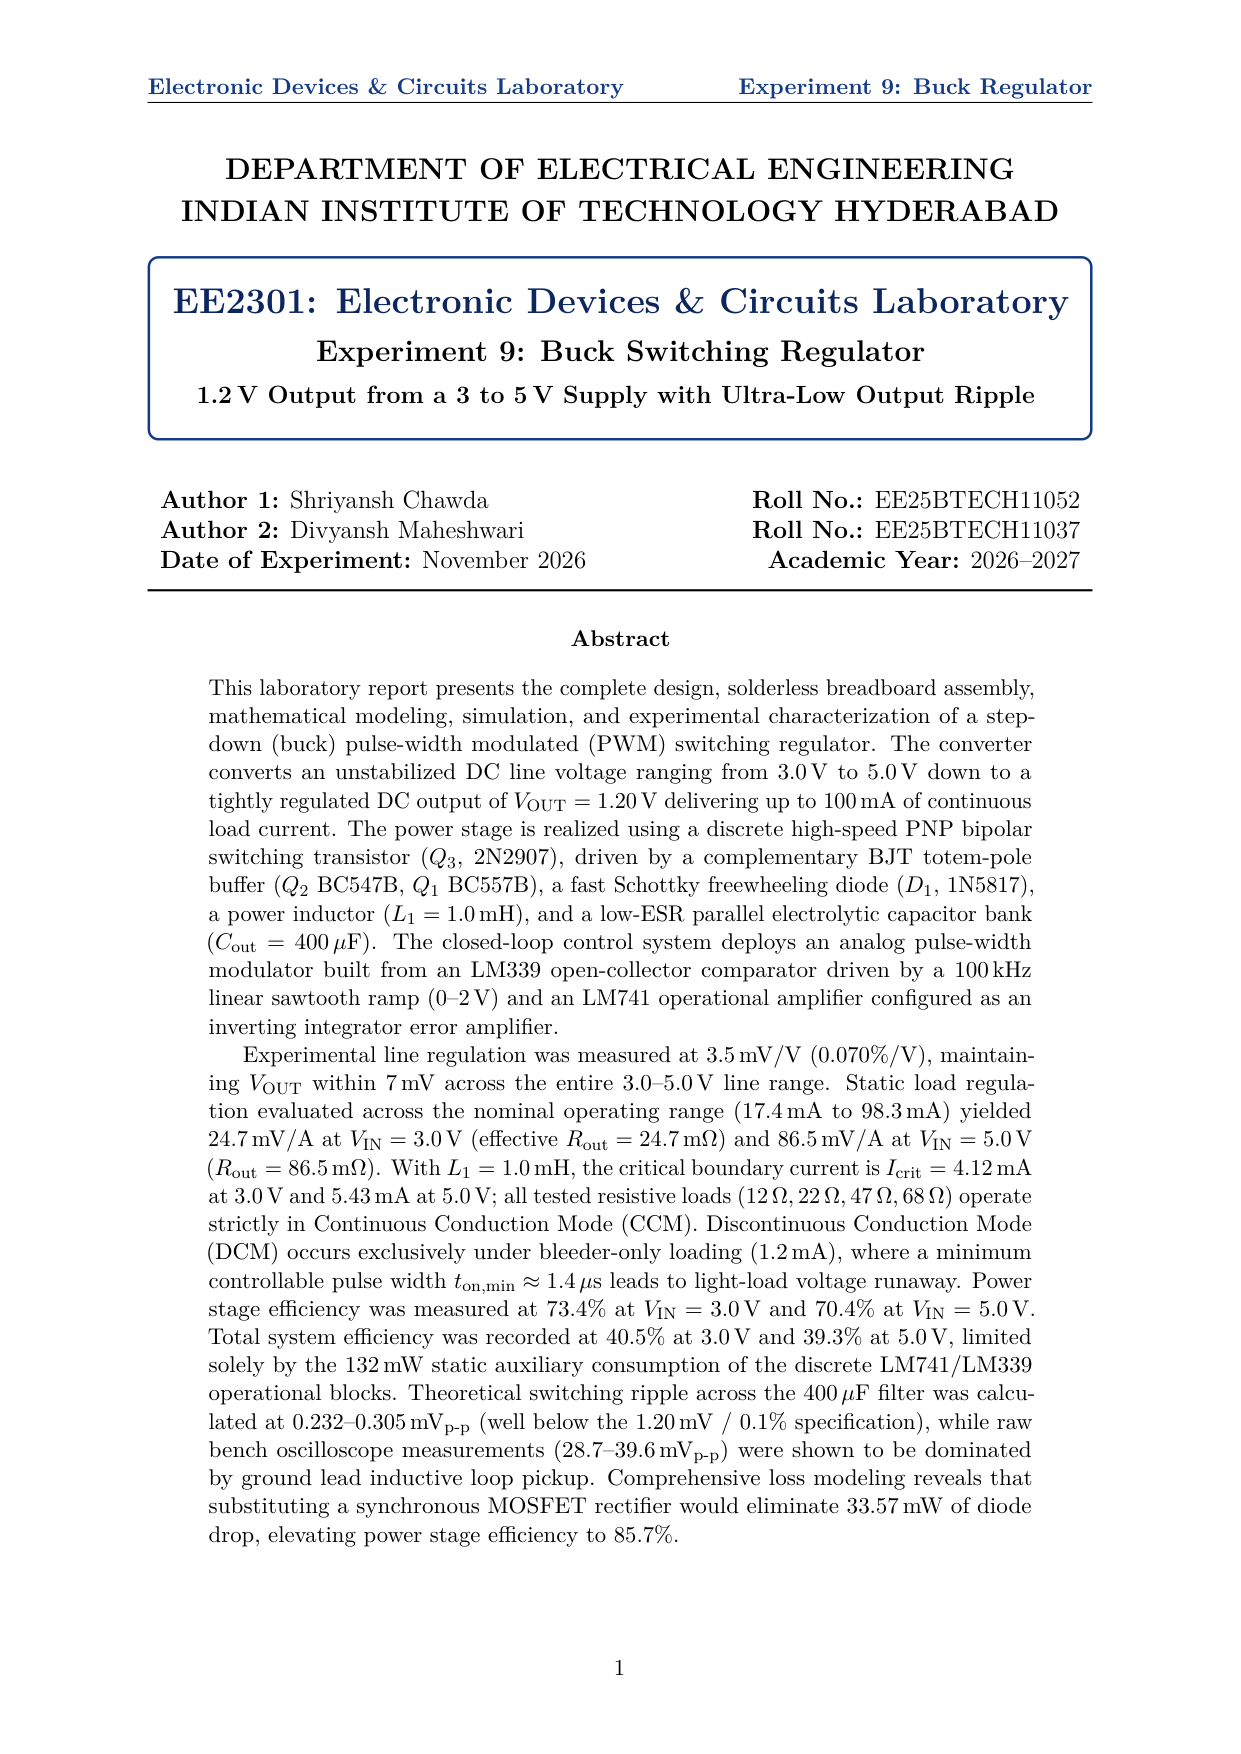 Electronic Devices & Circuits Laboratory Experiment 9: Buck Regulator
DEPARTMENT OF ELECTRICAL ENGINEERING
INDIAN INSTITUTE OF TECHNOLOGY HYDERABAD
EE2301: Electronic Devices & Circuits Laboratory
Experiment 9: Buck Switching Regulator
1.2 V Output from a 3 to 5 V Supply with Ultra-Low Output Ripple
Author 1: Shriyansh Chawda Roll No.: EE25BTECH11052
Author 2: Divyansh Maheshwari Roll No.: EE25BTECH11037
Date of Experiment: November 2026 Academic Year: 2026–2027
Abstract
This laboratory report presents the complete design, solderless breadboard assembly,
mathematical modeling, simulation, and experimental characterization of a step-
down (buck) pulse-width modulated (PWM) switching regulator. The converter
converts an unstabilized DC line voltage ranging from 3.0 V to 5.0 V down to a
tightly regulated DC output of V_OUT = 1.20 V delivering up to 100 mA of continuous
load current. The power stage is realized using a discrete high-speed PNP bipolar
switching transistor (Q_3, 2N2907), driven by a complementary BJT totem-pole
buffer (Q_2 BC547B, Q_1 BC557B), a fast Schottky freewheeling diode (D_1, 1N5817),
a power inductor (L_1 = 1.0 mH), and a low-ESR parallel electrolytic capacitor bank
(C_out = 400 μF). The closed-loop control system deploys an analog pulse-width
modulator built from an LM339 open-collector comparator driven by a 100 kHz
linear sawtooth ramp (0–2 V) and an LM741 operational amplifier configured as an
inverting integrator error amplifier.
Experimental line regulation was measured at 3.5 mV/V (0.070%/V), maintain-
ing V_OUT within 7 mV across the entire 3.0–5.0 V line range. Static load regula-
tion evaluated across the nominal operating range (17.4 mA to 98.3 mA) yielded
24.7 mV/A at V_IN = 3.0 V (effective R_out = 24.7 mΩ) and 86.5 mV/A at V_IN = 5.0 V
(R_out = 86.5 mΩ). With L_1 = 1.0 mH, the critical boundary current is I_crit = 4.12 mA
at 3.0 V and 5.43 mA at 5.0 V; all tested resistive loads (12 Ω, 22 Ω, 47 Ω, 68 Ω) operate
strictly in Continuous Conduction Mode (CCM). Discontinuous Conduction Mode
(DCM) occurs exclusively under bleeder-only loading (1.2 mA), where a minimum
controllable pulse width t_on,min ≈ 1.4 μs leads to light-load voltage runaway. Power
stage efficiency was measured at 73.4% at V_IN = 3.0 V and 70.4% at V_IN = 5.0 V.
Total system efficiency was recorded at 40.5% at 3.0 V and 39.3% at 5.0 V, limited
solely by the 132 mW static auxiliary consumption of the discrete LM741/LM339
operational blocks. Theoretical switching ripple across the 400 μF filter was calcu-
lated at 0.232–0.305 mV_p-p (well below the 1.20 mV / 0.1% specification), while raw
bench oscilloscope measurements (28.7–39.6 mV_p-p) were shown to be dominated
by ground lead inductive loop pickup. Comprehensive loss modeling reveals that
substituting a synchronous MOSFET rectifier would eliminate 33.57 mW of diode
drop, elevating power stage efficiency to 85.7%.
1